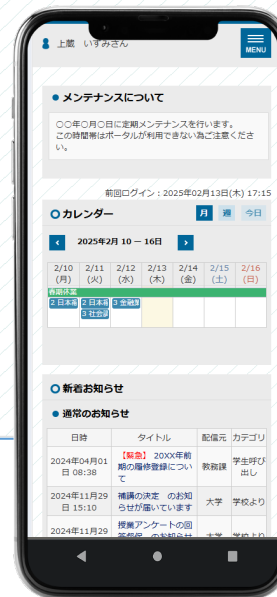 上蔵 いずみさん
MENU
メンテナンスについて
○○年○月○日に定期メンテナンスを行います。
この時間帯はポータルが利用できない為ご注意くださ
い。
前回ログイン：2025年02月13日(木) 17:15
カレンダー
月 週 今日
2025年2月 10 － 16日
2/10 2/11 2/12 2/13 2/14 2/15 2/16
(月) (火) (水) (木) (金) (土) (日)
春期休業
2 日本 2 日本 3 金融
3 社会
新着お知らせ
通常のお知らせ
日時 タイトル 配信元 カテゴリ
2024年04月01
日 08:38
【緊急】 20XX年前
期の履修登録につい
て
教務課
学生呼び
出し
2024年11月29
日 15:10
補講の決定 のお知
らせが届いています
大学
学校より
2024年11月29
授業アンケートの回
答督促 のお知らせ
大学
学校より